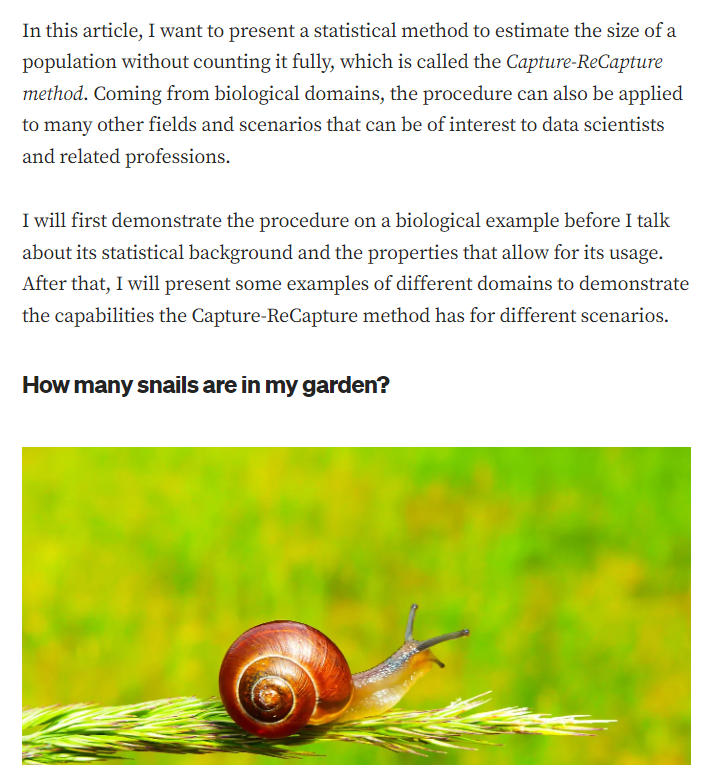 In this article, I want to present a statistical method to estimate the size of a
population without counting it fully, which is called the Capture-ReCapture
method. Coming from biological domains, the procedure can also be applied
to many other fields and scenarios that can be of interest to data scientists
and related professions.
I will first demonstrate the procedure on a biological example before I talk
about its statistical background and the properties that allow for its usage.
After that, I will present some examples of different domains to demonstrate
the capabilities the Capture-ReCapture method has for different scenarios.
How many snails are in my garden?